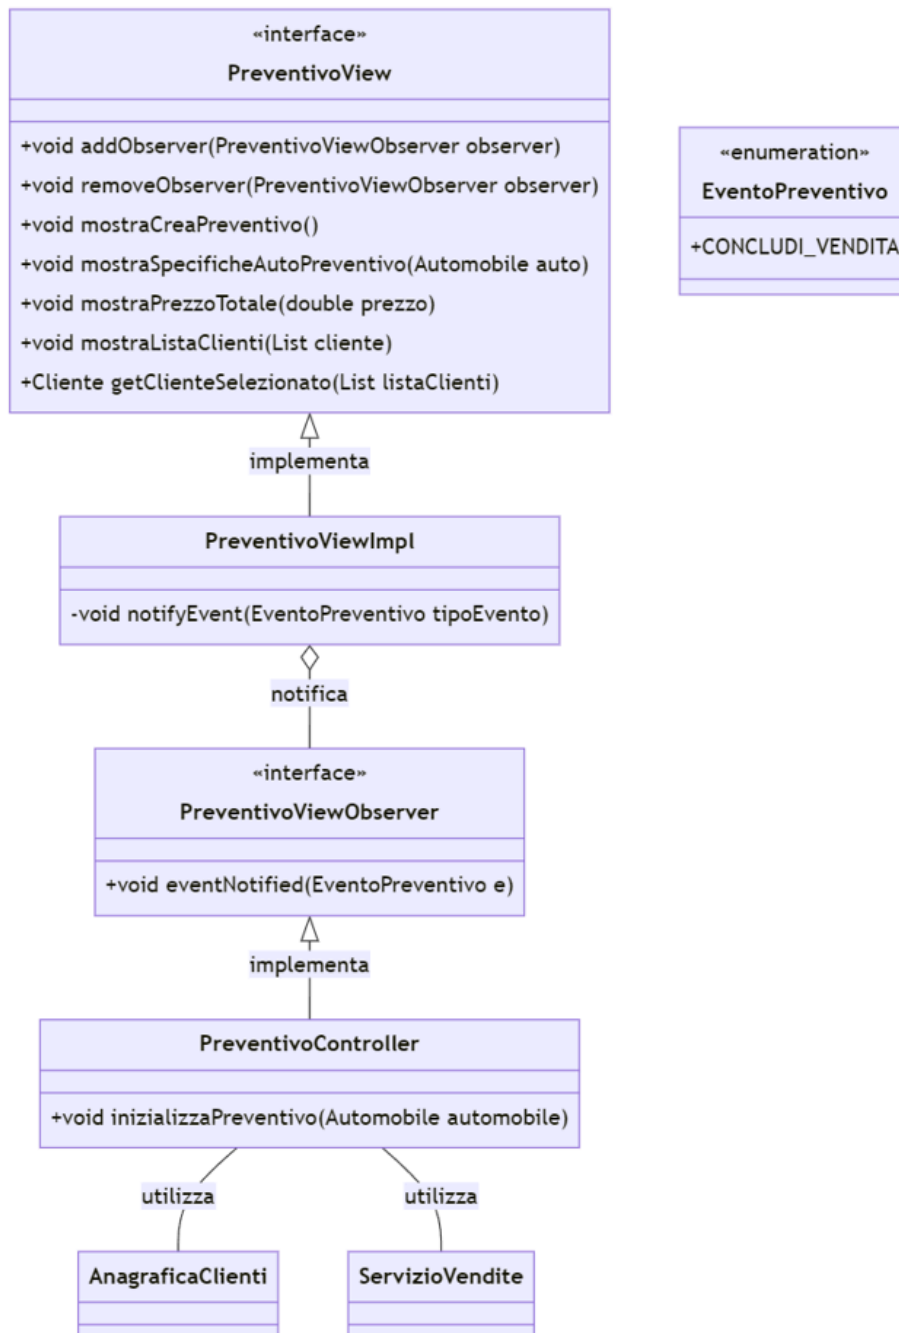 «interface»
PreventivoView
+void addObserver(PreventivoViewObserver observer)
+void removeObserver(PreventivoViewObserver observer)
+void mostraCreaPreventivo()
+void mostraSpecificheAutoPreventivo(Automobile auto)
+void mostraPrezzoTotale(double prezzo)
+void mostraListaClienti(List cliente)
+Cliente getClienteSelezionato(List listaClienti)
«enumeration»
EventoPreventivo
+CONCLUDI_VENDITA
implementa
PreventivoViewImpl
-void notifyEvent(EventoPreventivo tipoEvento)
notifica
«interface»
PreventivoViewObserver
+void eventNotified(EventoPreventivo e)
implementa
PreventivoController
+void inizializzaPreventivo(Automobile automobile)
utilizza
utilizza
AnagraficaClienti
ServizioVendite